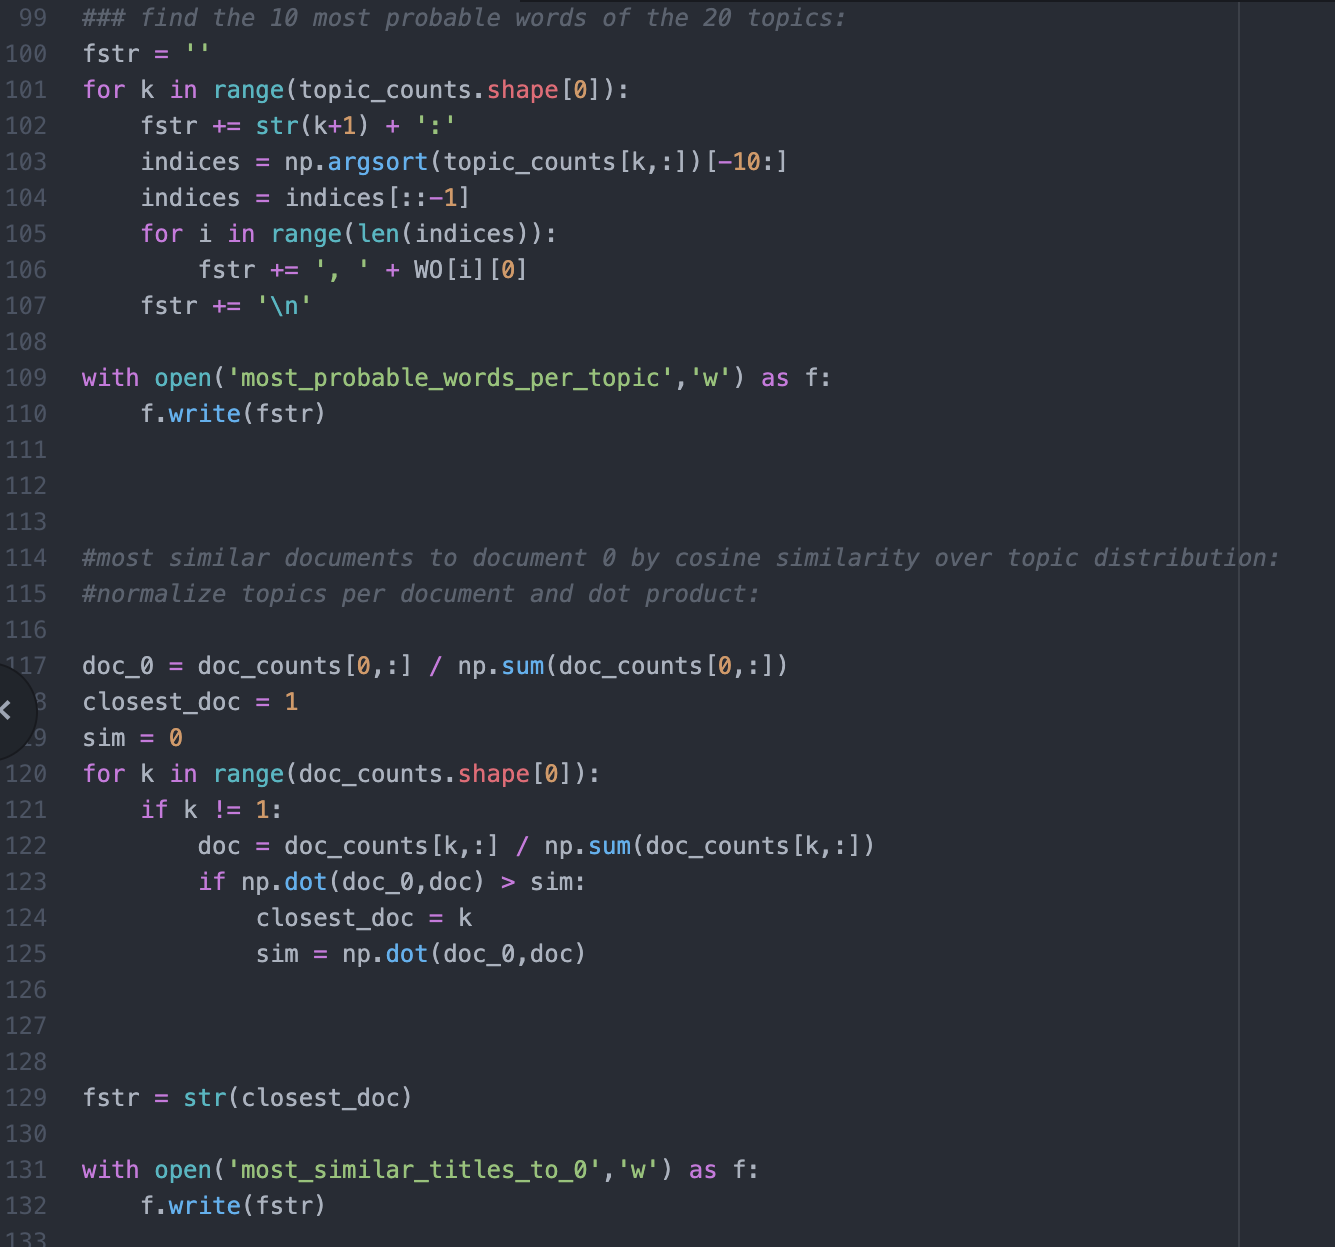 99 ### find the 10 most probable words of the 20 topics:
100 fstr = ''
101 for k in range(topic_counts.shape[0]):
102     fstr += str(k+1) + ':'
103     indices = np.argsort(topic_counts[k,:])[-10:]
104     indices = indices[::-1]
105     for i in range(len(indices)):
106         fstr += ', ' + WO[i][0]
107     fstr += '\n'
108
109 with open('most_probable_words_per_topic','w') as f:
110     f.write(fstr)
111
112
113
114 #most similar documents to document 0 by cosine similarity over topic distribution:
115 #normalize topics per document and dot product:
116
117 doc_0 = doc_counts[0,:] / np.sum(doc_counts[0,:])
8 closest_doc = 1
9 sim = 0
120 for k in range(doc_counts.shape[0]):
121     if k != 1:
122         doc = doc_counts[k,:] / np.sum(doc_counts[k,:])
123         if np.dot(doc_0,doc) > sim:
124             closest_doc = k
125             sim = np.dot(doc_0,doc)
126
127
128
129 fstr = str(closest_doc)
130
131 with open('most_similar_titles_to_0','w') as f:
132     f.write(fstr)
133